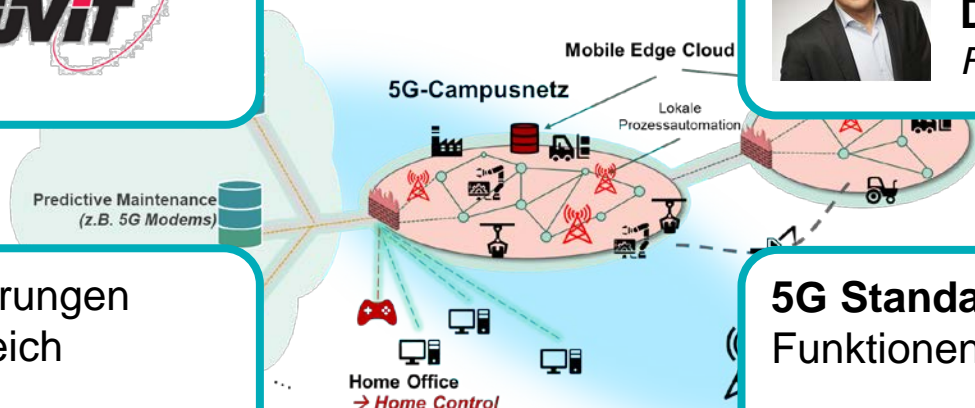 Mobile Edge Cloud
5G-Campusnetz
Lokale
Prozessautomation
Predictive Maintenance
(z.B. 5G Modems)
rungen
eich
5G Standa
Funktionen
Home Office
→ Home Control
...